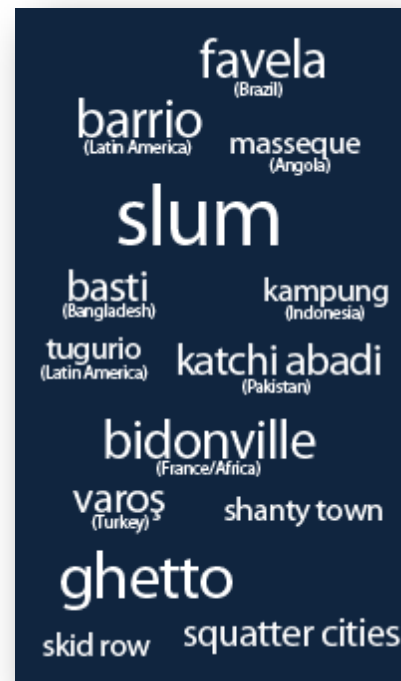 favela
(Brazil)
barrio
(Latin America)
masseque
(Angola)
slum
basti
(Bangladesh)
kampung
(Indonesia)
tugurio
(Latin America)
katchi abadi
(Pakistan)
bidonville
(France/Africa)
varoş
(Turkey)
shanty town
ghetto
skid row
squatter cities